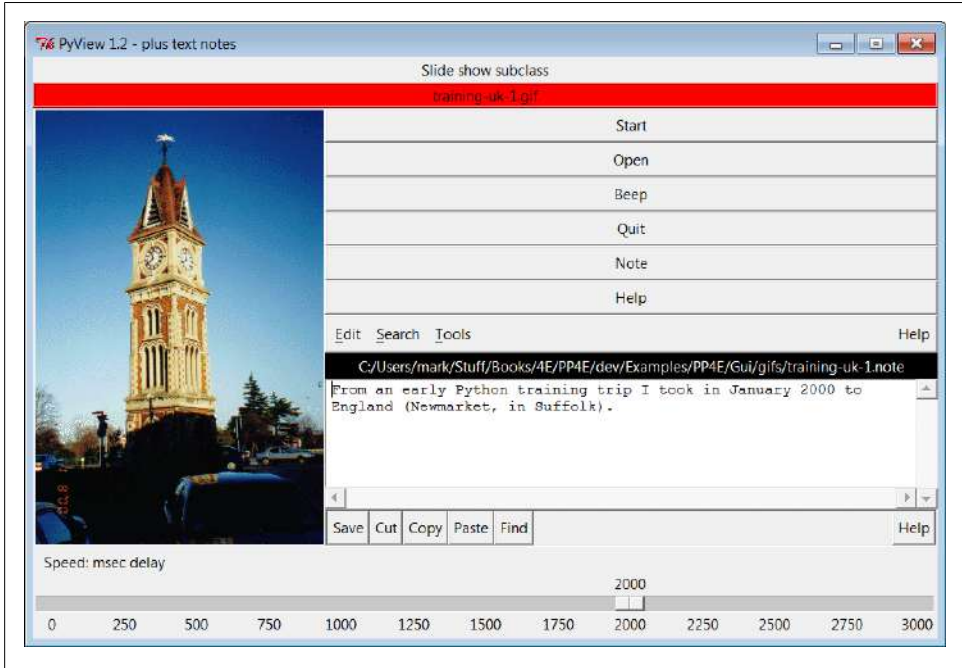 PyView 1.2 - plus text notes
Slide show subclass
training-uk-1.gif
Start
Open
Beep
Quit
Note
Help
Edit Search Tools Help
C:/Users/mark/Stuff/Books/4E/PP4E/dev/Examples/PP4E/Gui/gifs/training-uk-1.note
From an early Python training trip I took in January 2000 to
England (Newmarket, in Suffolk).
Save Cut Copy Paste Find Help
Speed: msec delay
2000
0 250 500 750 1000 1250 1500 1750 2000 2250 2500 2750 3000